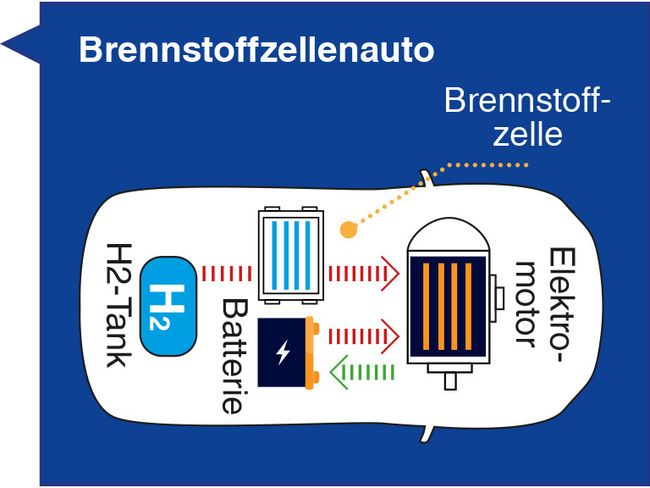 Brennstoffzellenauto
Brennstoff-
zelle
H2-Tank
H2
Batterie
Elektro-
motor